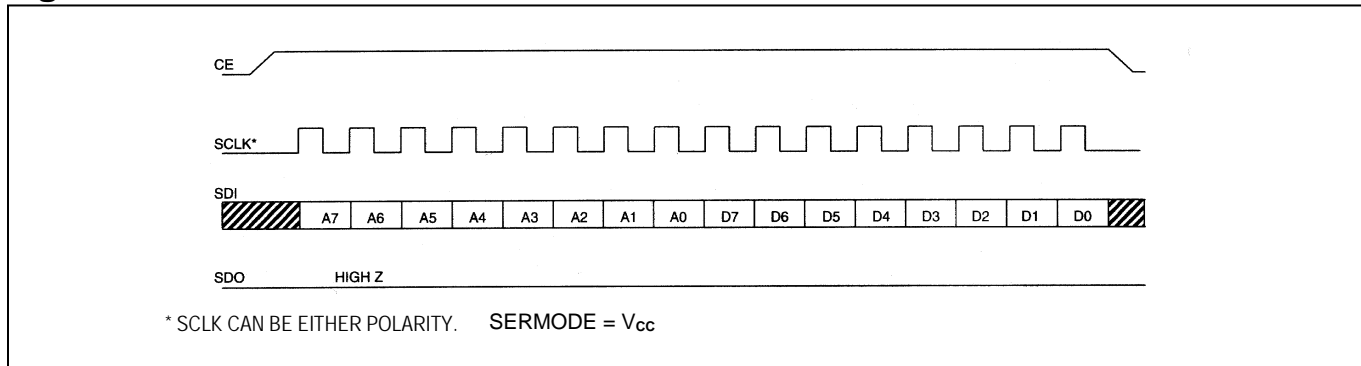 CE
SCLK*
SDI
A7 A6 A5 A4 A3 A2 A1 A0 D7 D6 D5 D4 D3 D2 D1 D0
SDO HIGH Z
* SCLK CAN BE EITHER POLARITY. SERMODE = Vcc